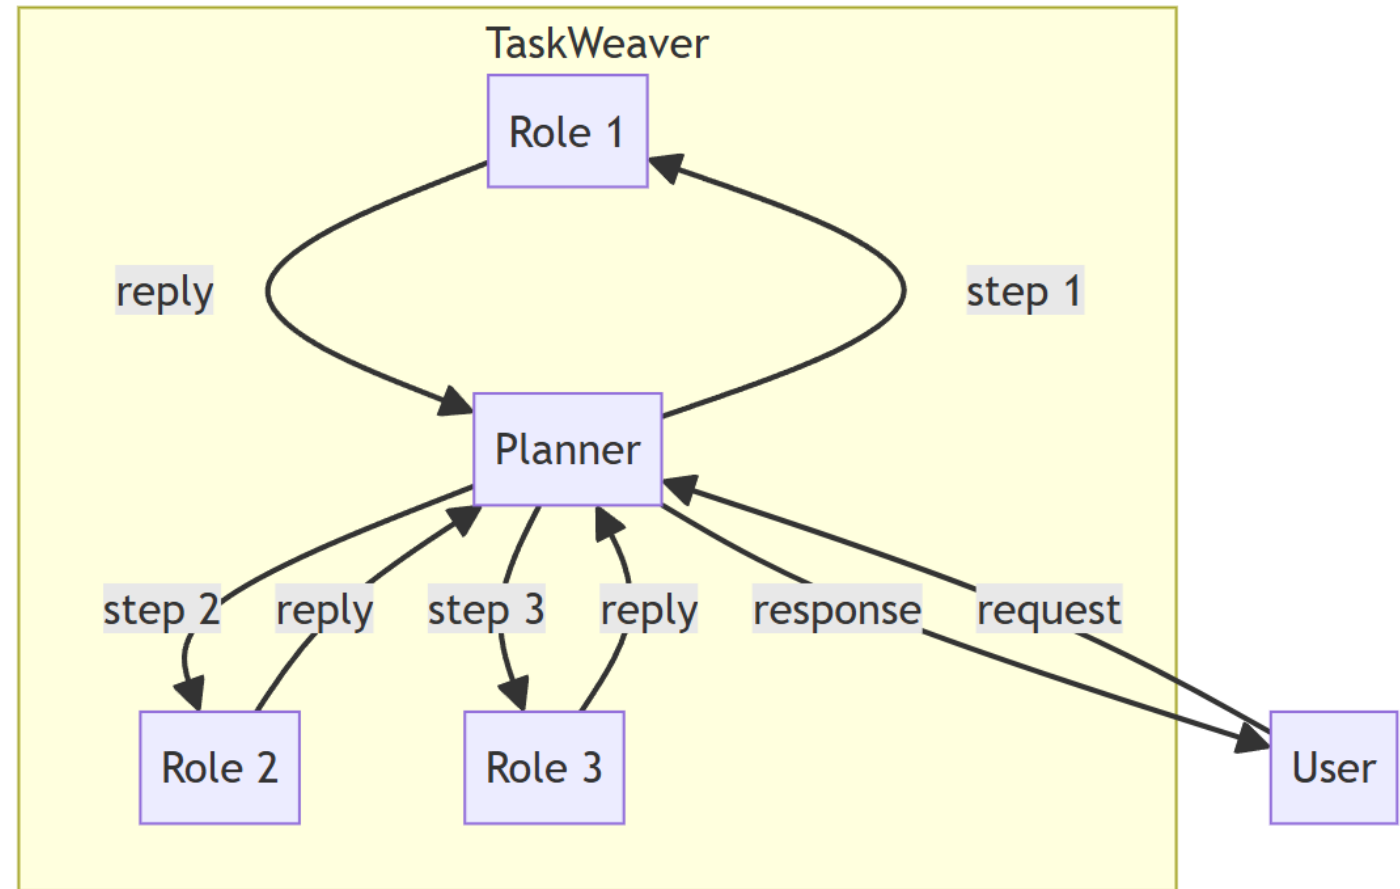 TaskWeaver
Role 1
reply
step 1
Planner
step 2
reply
step 3
reply
response
request
Role 2
Role 3
User